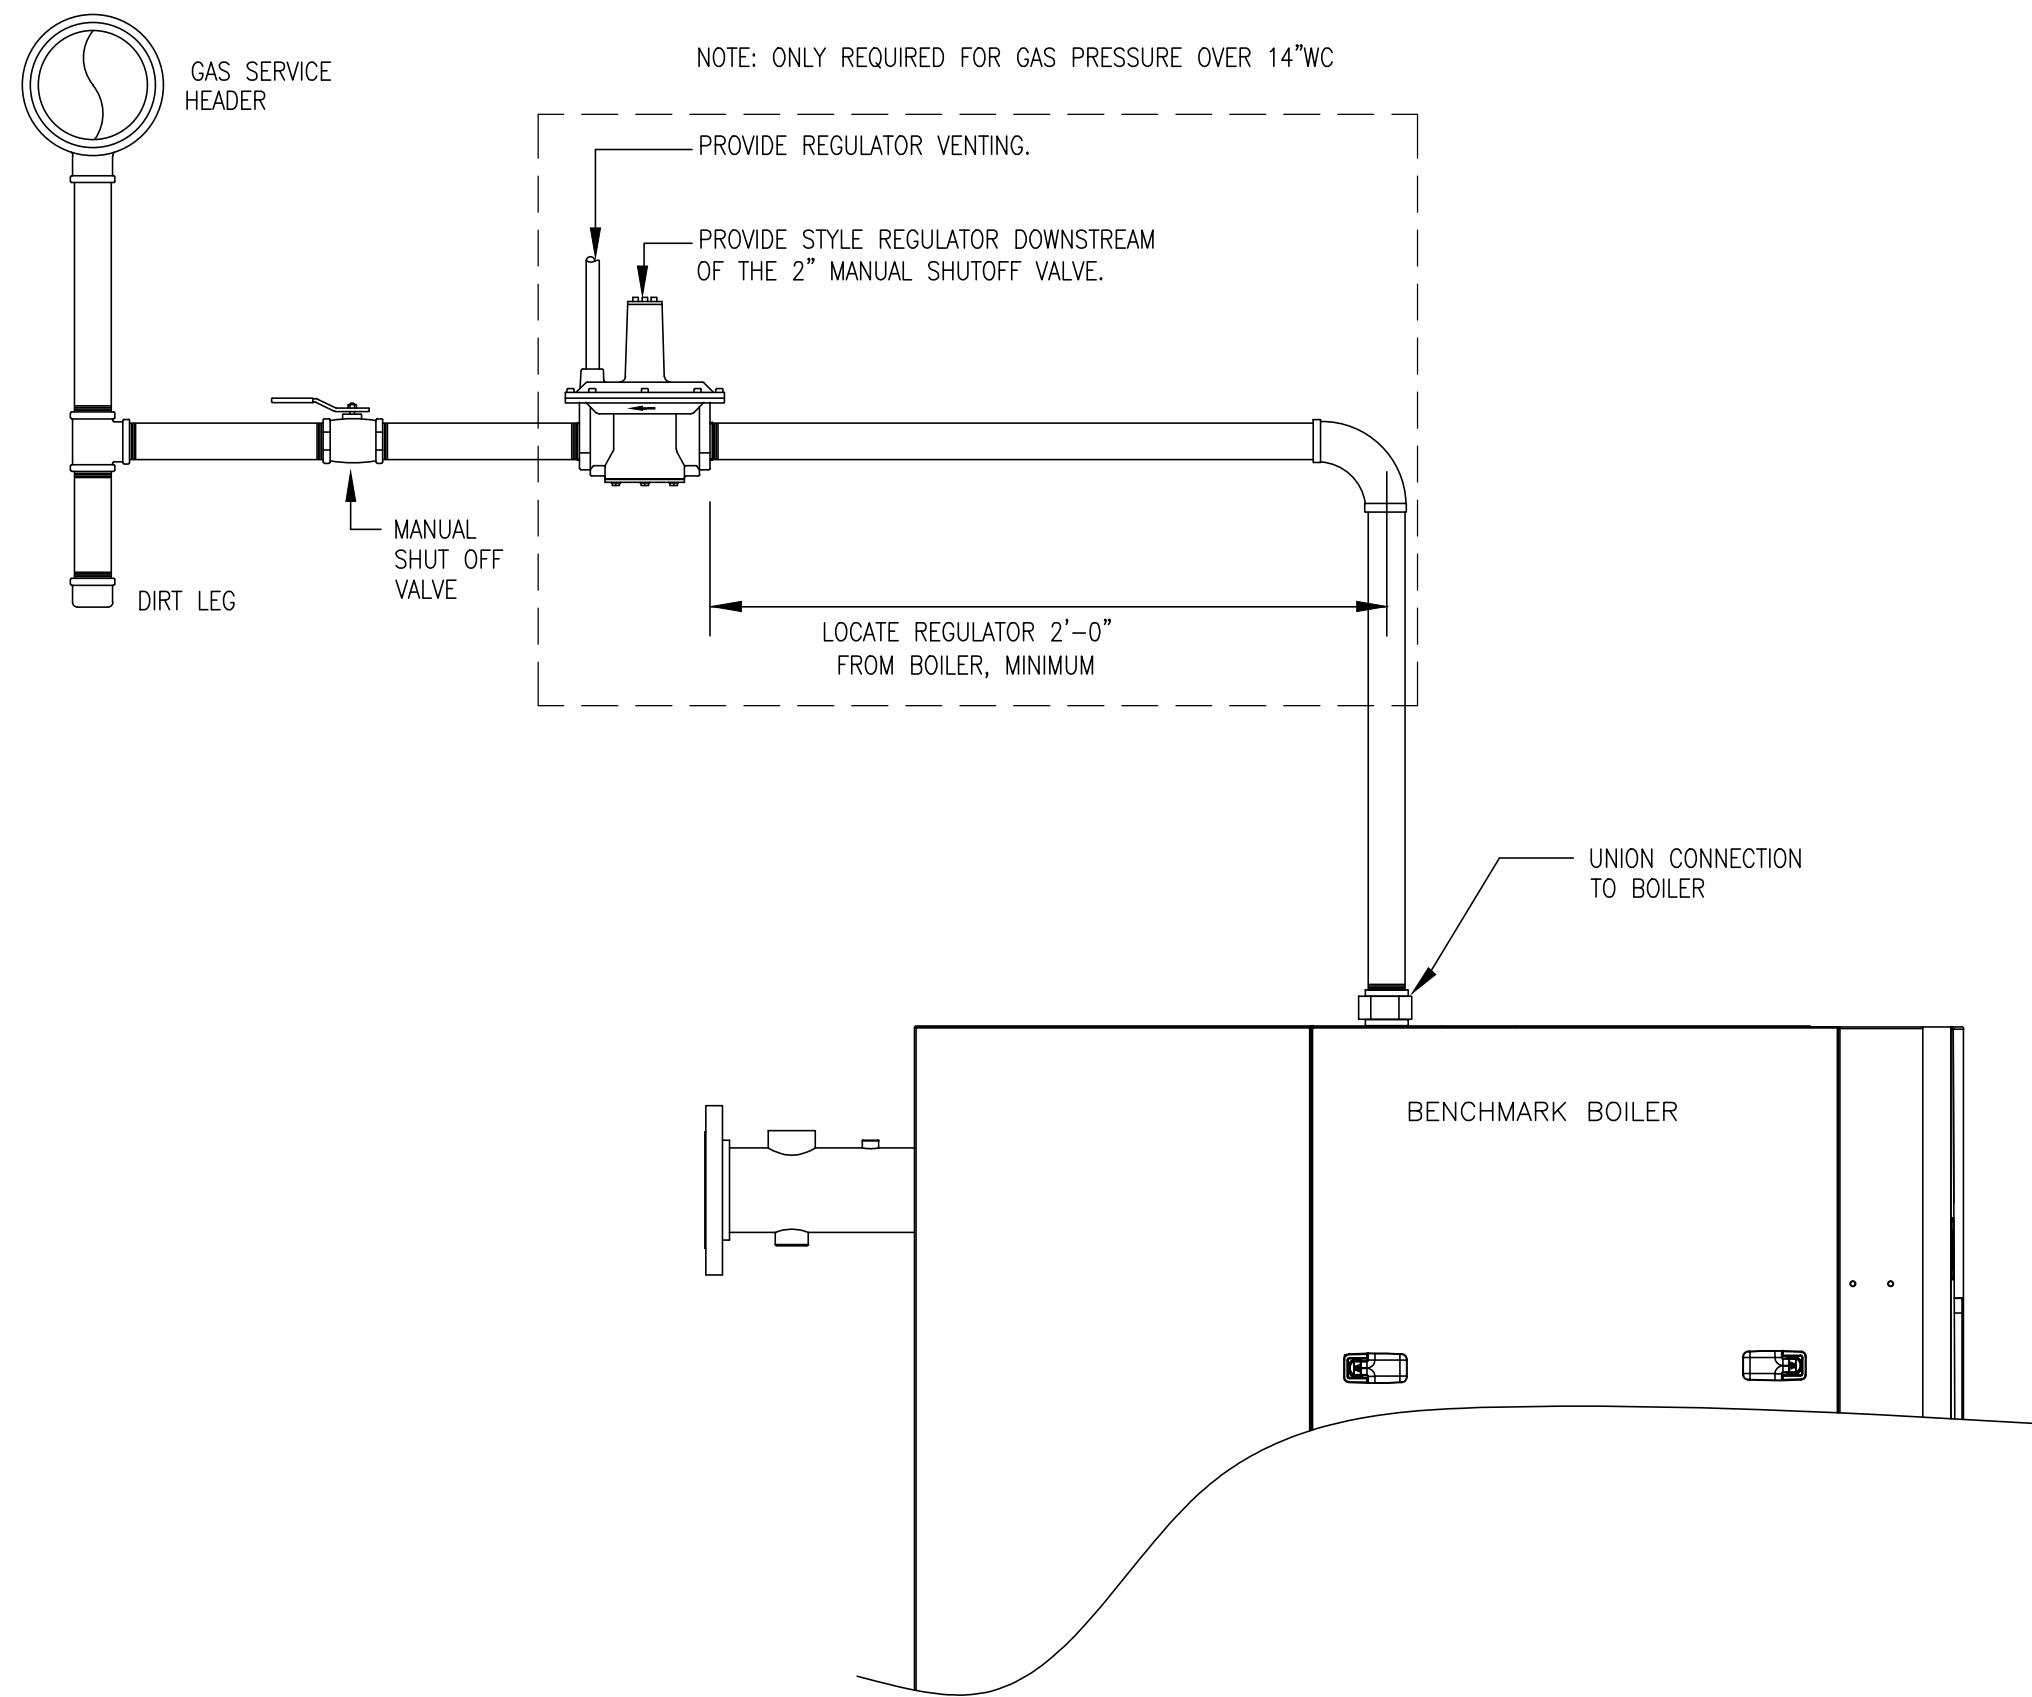 NOTE: ONLY REQUIRED FOR GAS PRESSURE OVER 14”WC
GAS SERVICE
HEADER
PROVIDE REGULATOR VENTING.
PROVIDE STYLE REGULATOR DOWNSTREAM
OF THE 2” MANUAL SHUTOFF VALVE.
MANUAL
SHUT OFF
VALVE
DIRT LEG
LOCATE REGULATOR 2’-0”
FROM BOILER, MINIMUM
UNION CONNECTION
TO BOILER
BENCHMARK BOILER